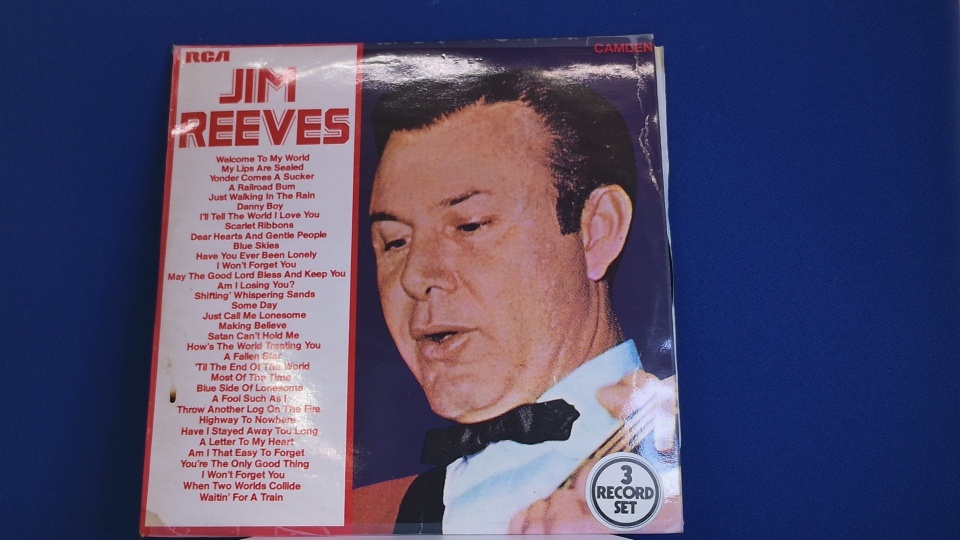 RCA
CAMDEN
JIM
REEVES
Welcome To My World
My Lips Are Sealed
Yonder Comes A Sucker
A Railroad Bum
Just Walking In The Rain
Danny Boy
I'll Tell The World I Love You
Scarlet Ribbons
Dear Hearts And Gentle People
Blue Skies
Have You Ever Been Lonely
I Won't Forget You
May The Good Lord Bless And Keep You
Am I Losing You?
Shifting' Whispering Sands
Some Day
Just Call Me Lonesome
Making Believe
Satan Can't Hold Me
How's The World Treating You
A Fallen Star
'Til The End Of The World
Most Of The Time
Blue Side Of Lonesome
A Fool Such As I
Throw Another Log On The Fire
Highway To Nowhere
Have I Stayed Away Too Long
A Letter To My Heart
Am I That Easy To Forget
You're The Only Good Thing
I Won't Forget You
When Two Worlds Collide
Waitin' For A Train
3
RECORD
SET